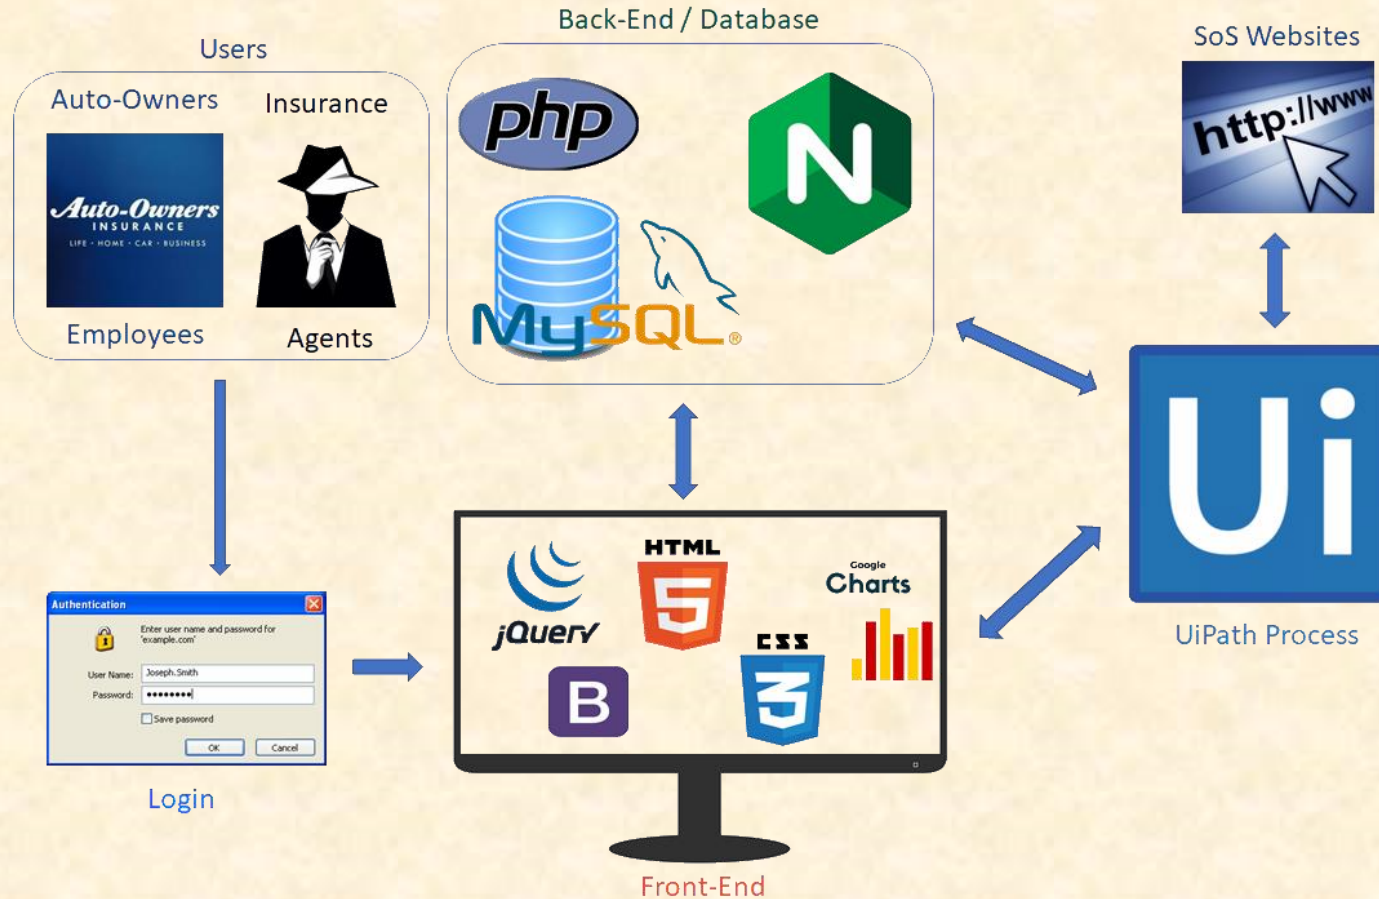 Back-End / Database
Users
SoS Websites
Auto-Owners
Insurance
Auto-Owners
INSURANCE
LIFE · HOME · CAR · BUSINESS
Employees
Agents
php
N
MySQL®
http://www
Ui
UiPath Process
Authentication
Enter user name and password for
'example.com'
User Name:
Joseph.Smith
Password:
••••••••
Save password
OK
Cancel
Login
jQuery
HTML
5
Google
Charts
B
CSS
3
Front-End